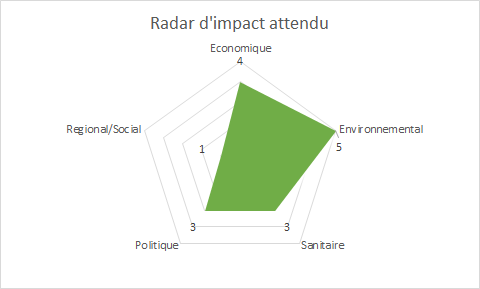 Radar d'impact attendu
Economique
4
Regional/Social
Environnemental
1
5
3
3
Politique
Sanitaire